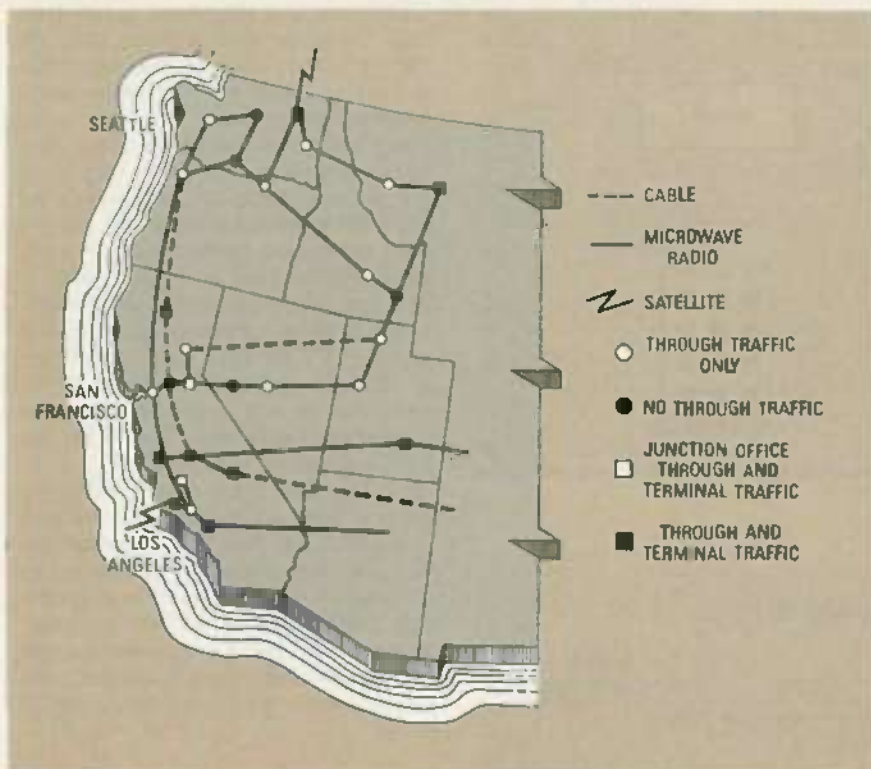 SEATTLE
SAN
FRANCISCO
LOS
ANGELES
CABLE
MICROWAVE
RADIO
SATELLITE
THROUGH TRAFFIC
ONLY
NO THROUGH TRAFFIC
JUNCTION OFFICE
THROUGH AND
TERMINAL TRAFFIC
THROUGH AND
TERMINAL TRAFFIC